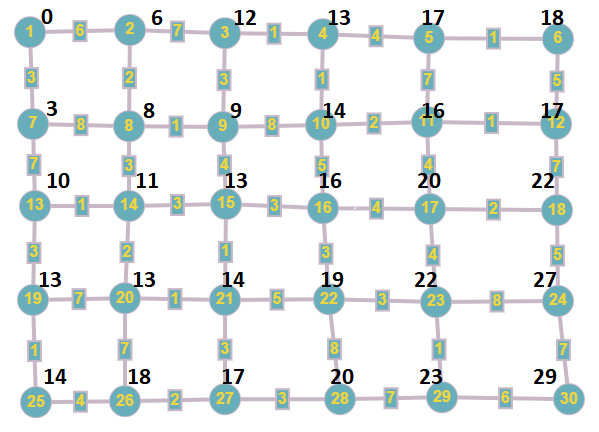 0 6 12 13 17 18
1 6 2 7 3 1 4 4 5 1 6
3 2 3 1 7 5
3 8 9 14 16 17
7 8 8 1 9 8 10 2 11 1 12
7 3 4 5 4 7
10 11 13 16 20 22
13 1 14 3 15 3 16 4 17 2 18
3 2 1 3 4 5
13 13 14 19 22 27
19 7 20 1 21 5 22 3 23 8 24
1 7 3 8 1 7
14 18 17 20 23 29
25 4 26 2 27 3 28 7 29 6 30